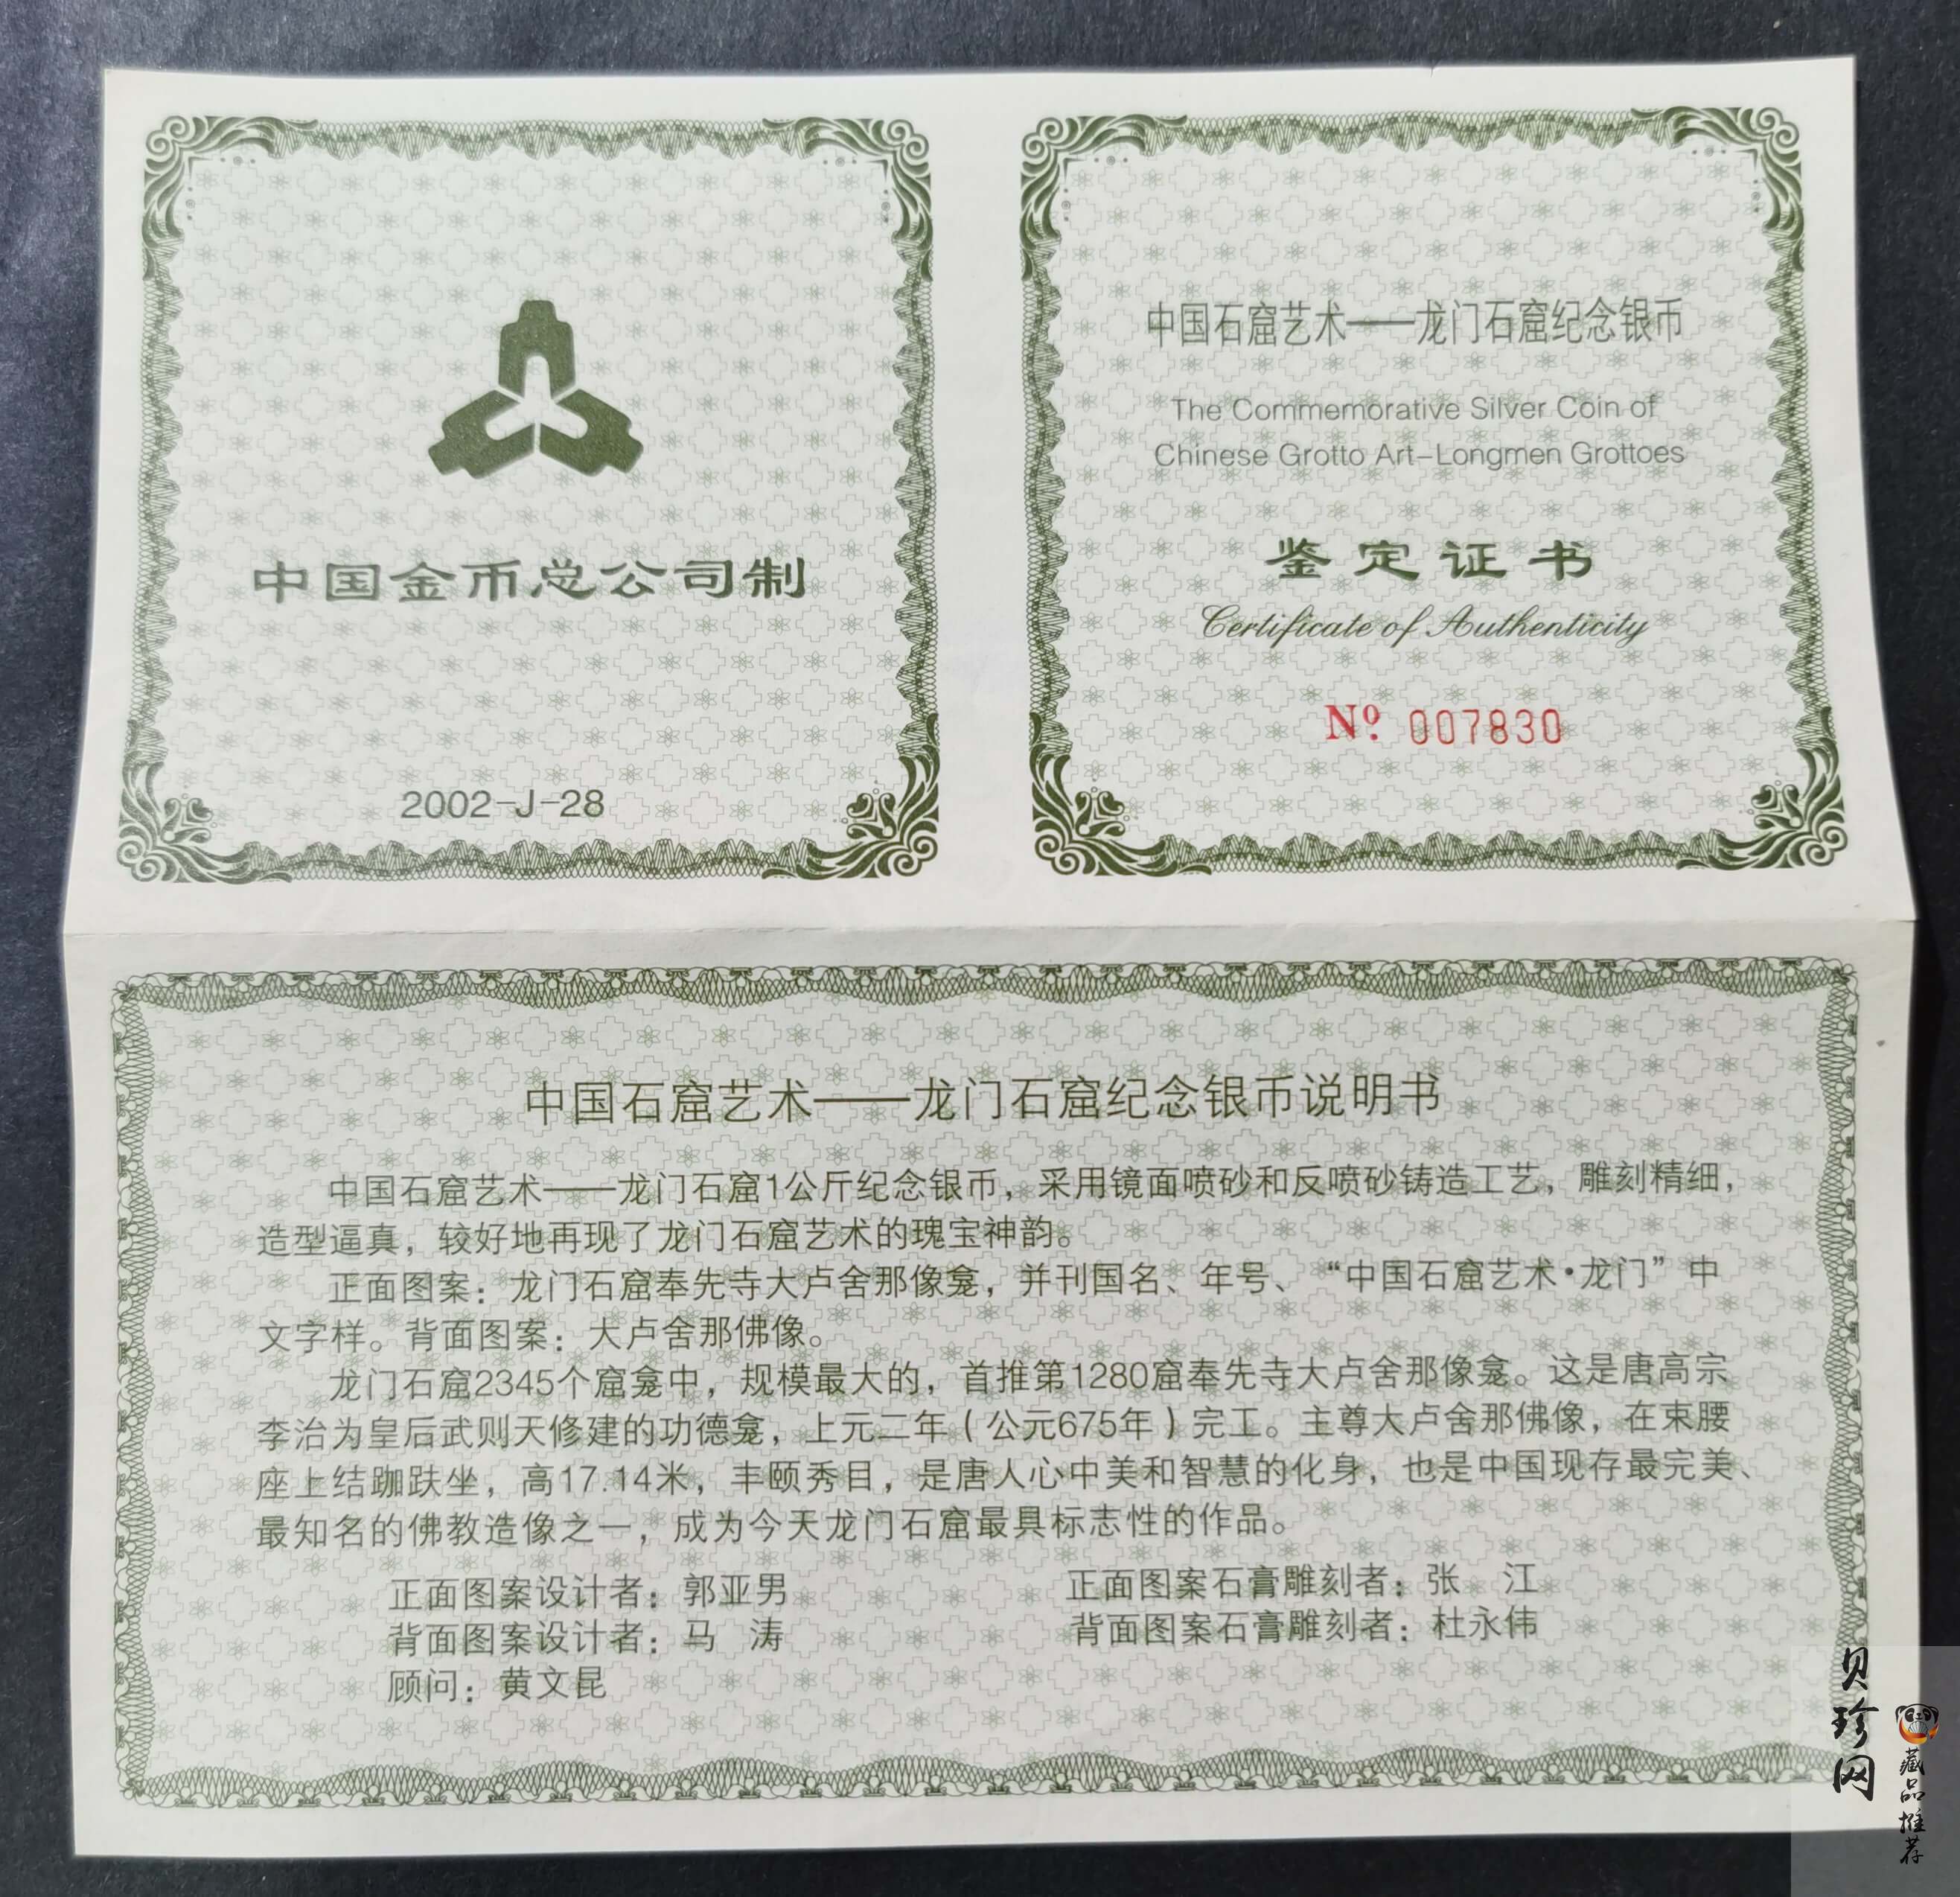 中国金币总公司制
2002-J-28
中国石窟艺术——龙门石窟纪念银币
The Commemorative Silver Coin of
Chinese Grotto Art-Longmen Grottoes
鉴定证书
Certificate of Authenticity
Nº. 007830
中国石窟艺术——龙门石窟纪念银币说明书
中国石窟艺术——龙门石窟1公斤纪念银币，采用镜面喷砂和反喷砂铸造工艺，雕刻精细，
造型逼真，较好地再现了龙门石窟艺术的瑰宝神韵。
正面图案：龙门石窟奉先寺大卢舍那像龛，并刊国名、年号、“中国石窟艺术•龙门”中
文字样。背面图案：大卢舍那佛像。
龙门石窟2345个窟龛中，规模最大的，首推第1280窟奉先寺大卢舍那像龛。这是唐高宗
李治为皇后武则天修建的功德龛，上元二年（公元675年）完工。主尊大卢舍那佛像，在束腰
座上结跏趺坐，高17.14米，丰颐秀目，是唐人心中美和智慧的化身，也是中国现存最完美、
最知名的佛教造像之一，成为今天龙门石窟最具标志性的作品。
正面图案设计者：郭亚男
正面图案石膏雕刻者：张　江
背面图案设计者：马　涛
背面图案石膏雕刻者：杜永伟
顾问：黄文昆
贝珍网
藏品推荐